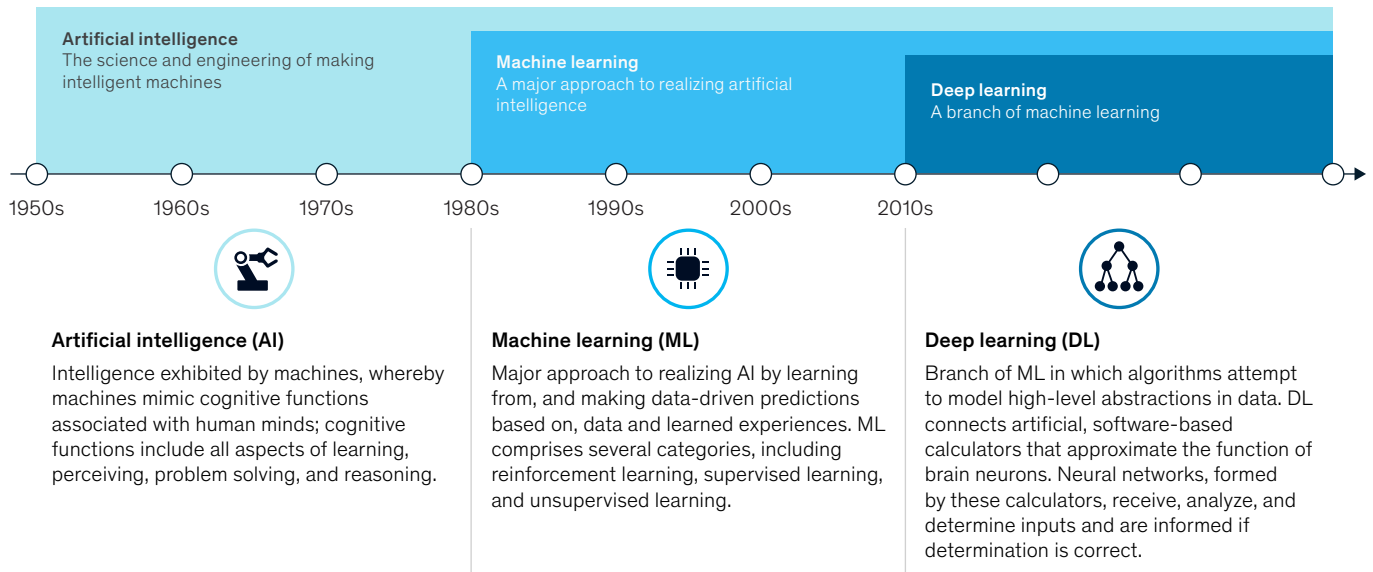 Artificial intelligence
The science and engineering of making
intelligent machines
Machine learning
A major approach to realizing artificial
intelligence
Deep learning
A branch of machine learning
1950s 1960s 1970s 1980s 1990s 2000s 2010s
Artificial intelligence (AI)
Intelligence exhibited by machines, whereby
machines mimic cognitive functions
associated with human minds; cognitive
functions include all aspects of learning,
perceiving, problem solving, and reasoning.
Machine learning (ML)
Major approach to realizing AI by learning
from, and making data-driven predictions
based on, data and learned experiences. ML
comprises several categories, including
reinforcement learning, supervised learning,
and unsupervised learning.
Deep learning (DL)
Branch of ML in which algorithms attempt
to model high-level abstractions in data. DL
connects artificial, software-based
calculators that approximate the function of
brain neurons. Neural networks, formed
by these calculators, receive, analyze, and
determine inputs and are informed if
determination is correct.